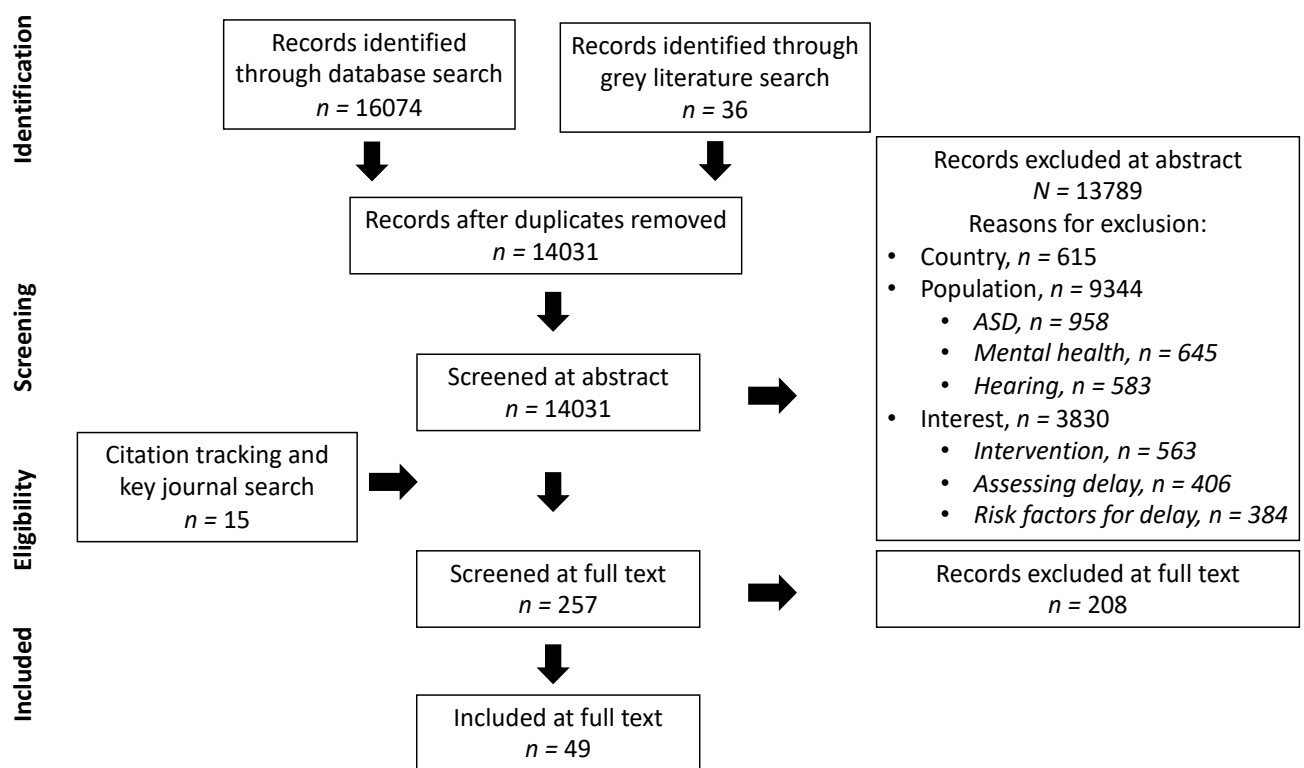 Identification
Records identified
through database search
n = 16074
Records identified through
grey literature search
n = 36
Records after duplicates removed
n = 14031
Screening
Screened at abstract
n = 14031
Records excluded at abstract
N = 13789
Reasons for exclusion:
• Country, n = 615
• Population, n = 9344
• ASD, n = 958
• Mental health, n = 645
• Hearing, n = 583
• Interest, n = 3830
• Intervention, n = 563
• Assessing delay, n = 406
• Risk factors for delay, n = 384
Citation tracking and
key journal search
n = 15
Eligibility
Screened at full text
n = 257
Records excluded at full text
n = 208
Included
Included at full text
n = 49